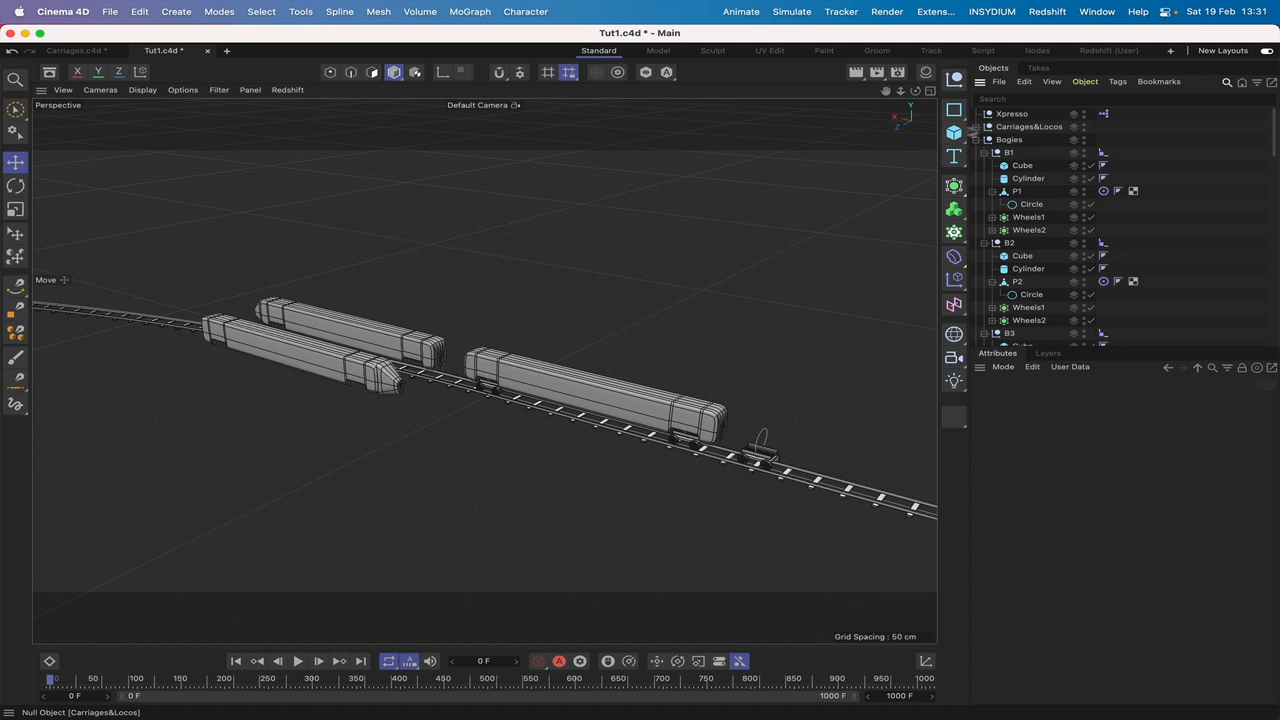 Cinema 4D File Edit Create Modes Select Tools Spline Mesh Volume MoGraph Character Animate Simulate Tracker Render Extens... INSYDIUM Redshift Window Help Sat 19 Feb 13:31
Tut1.c4d * - Main
Carriages.c4d * Tut1.c4d * Standard Model Sculpt UV Edit Paint Groom Track Script Nodes Redshift (User) New Layouts
Objects Takes
X Y Z
File Edit View Object Tags Bookmarks
View Cameras Display Options Filter Panel Redshift
Search
Perspective
Default Camera
Y
X
Z
Xpresso
Carriages&Locos
Bogies
B1
Cube
Cylinder
P1
Circle
Wheels1
Wheels2
B2
Cube
Cylinder
P2
Circle
Wheels1
Wheels2
B3
Move
Attributes Layers
Mode Edit User Data
Grid Spacing : 50 cm
0 F
0 50 100 150 200 250 300 350 400 450 500 550 600 650 700 750 800 850 900 950 1000
0 F 0 F 1000 F 1000 F
Null Object [Carriages&Locos]